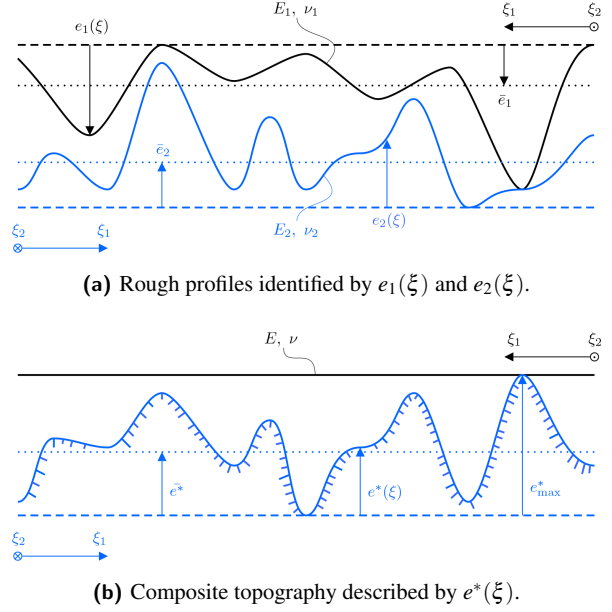 E₁, ν₁
ξ₁
ξ₂
e₁(ξ)
ē₁
ē₂
E₂, ν₂
e₂(ξ)
ξ₂
ξ₁
(a) Rough profiles identified by e₁(ξ) and e₂(ξ).
E, ν
ξ₁
ξ₂
ē*
e*(ξ)
e*max
ξ₂
ξ₁
(b) Composite topography described by e*(ξ).